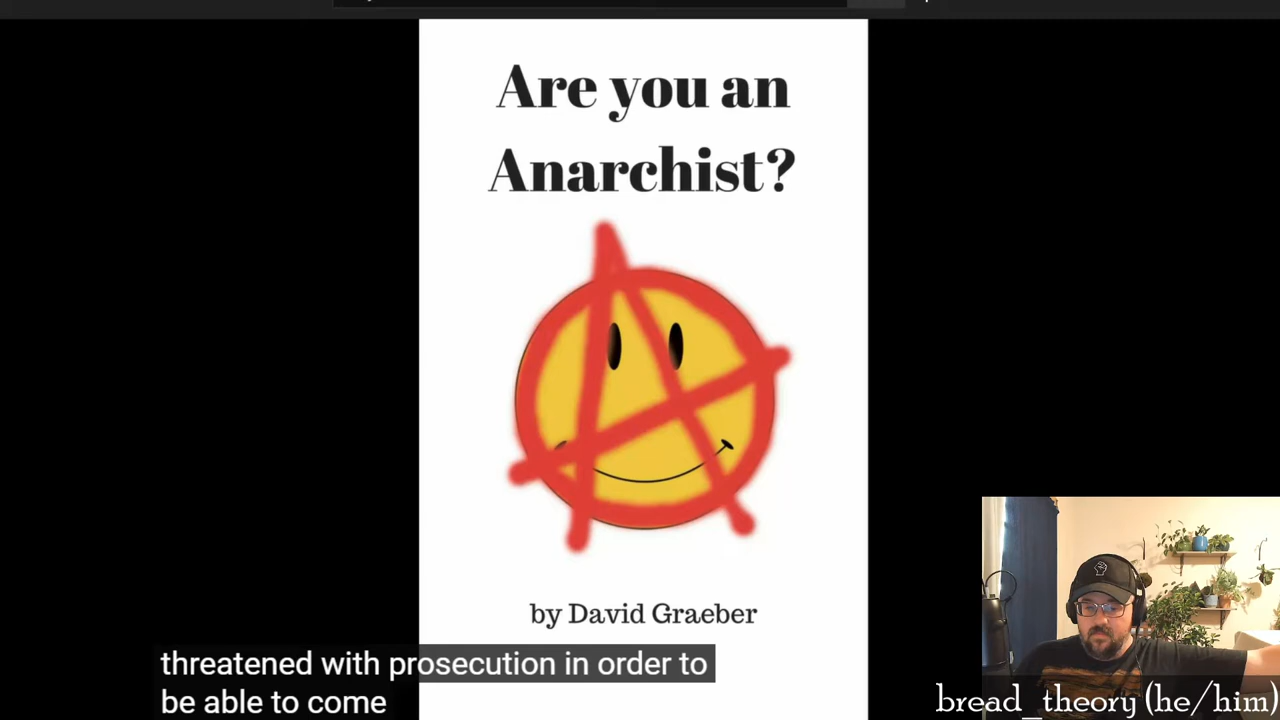 Are you an
Anarchist?
by David Graeber
threatened with prosecution in order to
be able to come
bread_theory (he/him)